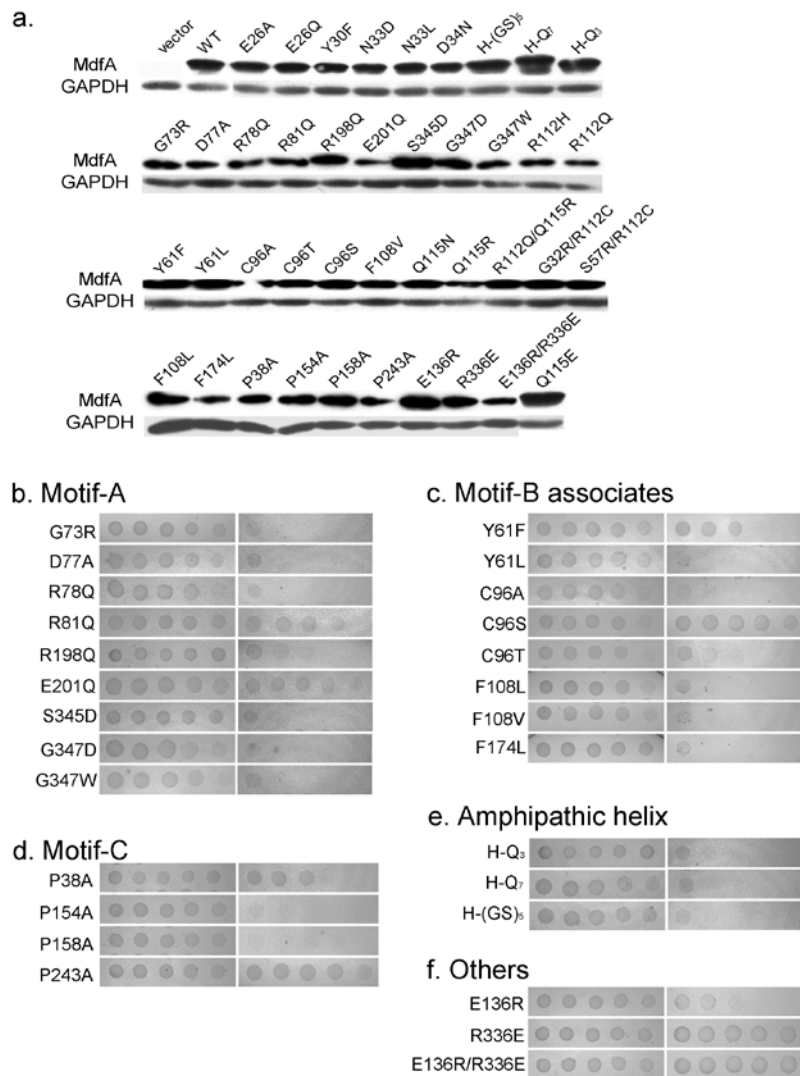 a.
vector WT E26A E26Q Y30F N33D N33L D34N H-(GS)₅ H-Q₇ H-Q₃
MdfA
GAPDH
G73R D77A R78Q R81Q R198Q E201Q S345D G347D G347W R112H R112Q
MdfA
GAPDH
Y61F Y61L C96A C96T C96S F108V Q115N Q115R R112Q/Q115R G32R/R112C S57R/R112C
MdfA
GAPDH
F108L F174L P38A P154A P158A P243A E136R R336E E136R/R336E Q115E
MdfA
GAPDH
b. Motif-A
G73R
D77A
R78Q
R81Q
R198Q
E201Q
S345D
G347D
G347W
c. Motif-B associates
Y61F
Y61L
C96A
C96S
C96T
F108L
F108V
F174L
d. Motif-C
P38A
P154A
P158A
P243A
e. Amphipathic helix
H-Q₃
H-Q₇
H-(GS)₅
f. Others
E136R
R336E
E136R/R336E